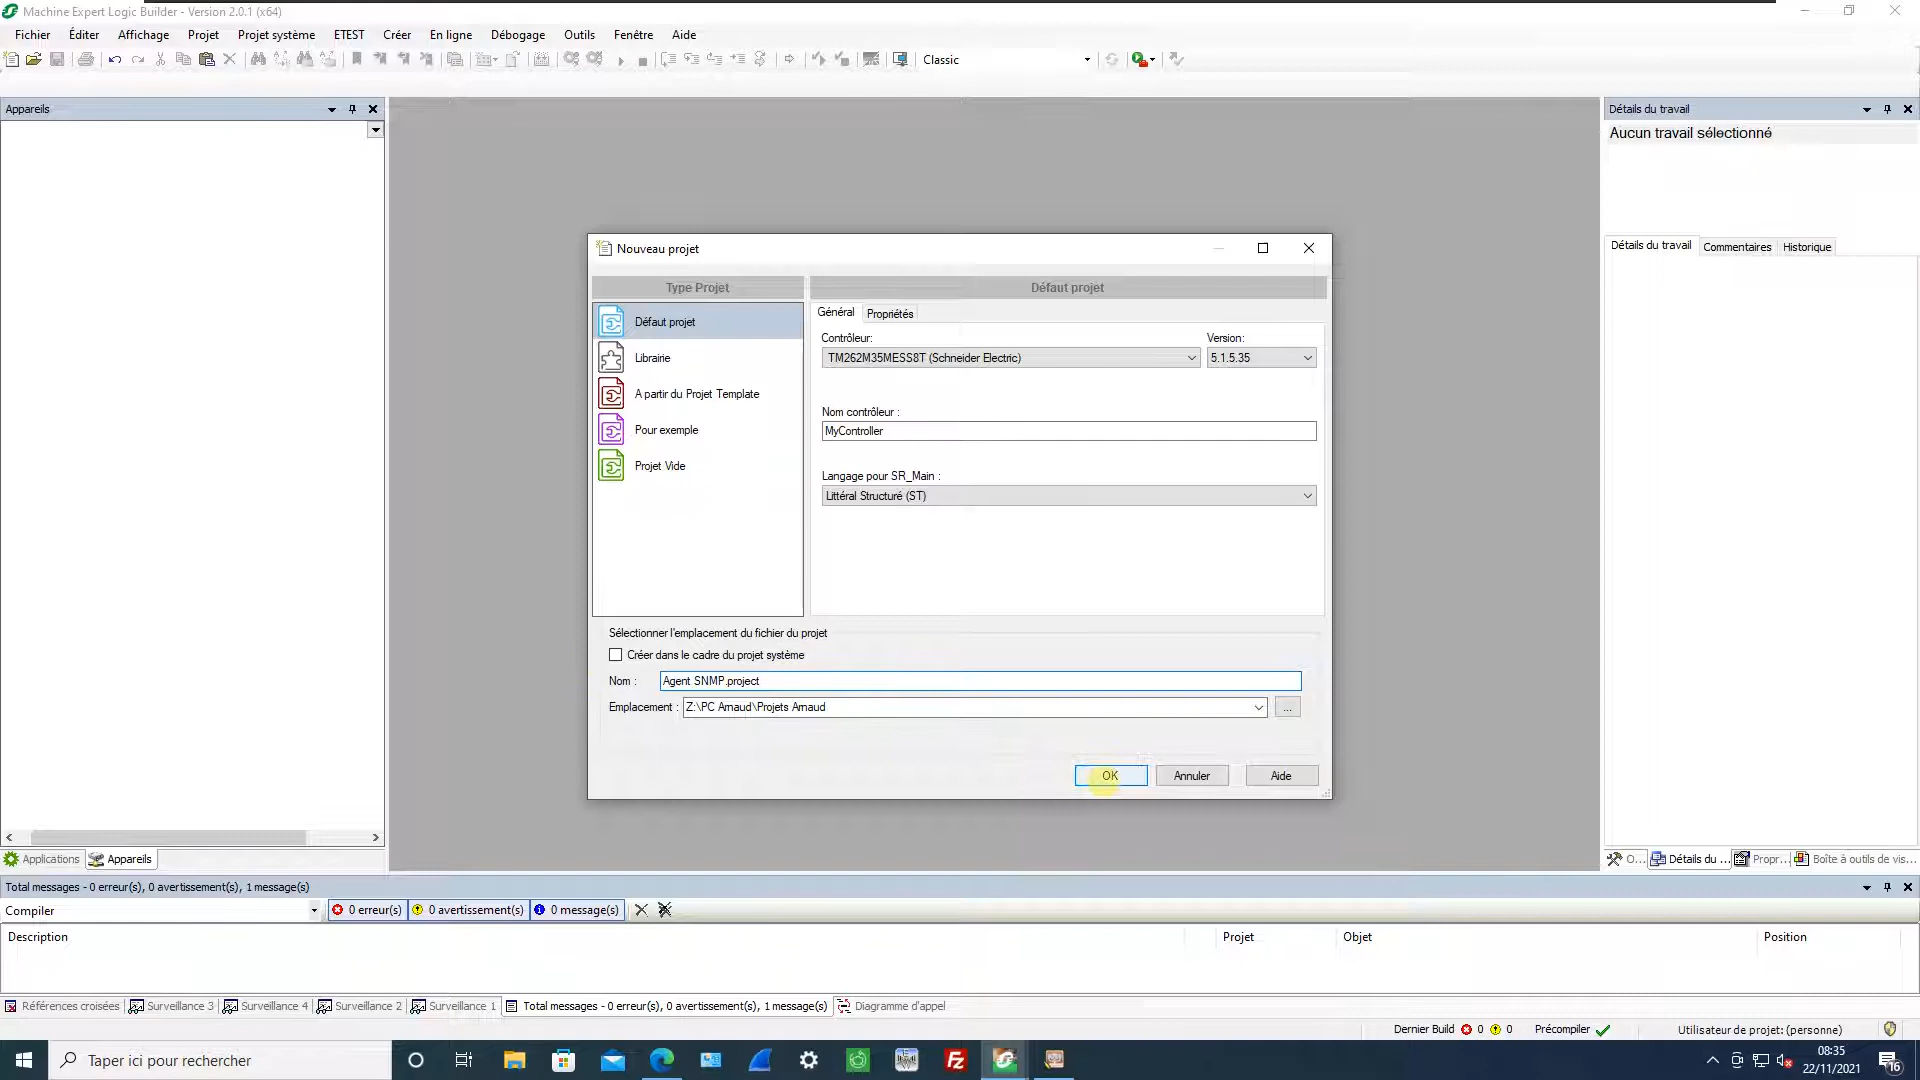 Machine Expert Logic Builder - Version 2.0.1 (x64)
Fichier Éditer Affichage Projet Projet système ETEST Créer En ligne Débogage Outils Fenêtre Aide
Classic
Appareils
Détails du travail
Aucun travail sélectionné
Détails du travail Commentaires Historique
Nouveau projet
Type Projet
Défaut projet
Défaut projet
Librairie
A partir du Projet Template
Pour exemple
Projet Vide
Général Propriétés
Contrôleur: Version:
TM262M35MESS8T (Schneider Electric) 5.1.5.35
Nom contrôleur :
MyController
Langage pour SR_Main :
Littéral Structuré (ST)
Sélectionner l'emplacement du fichier du projet
Créer dans le cadre du projet système
Nom : Agent SNMP.project
Emplacement : Z:\PC Arnaud\Projets Arnaud ...
OK Annuler Aide
Applications Appareils
O... Détails du ... Propr... Boîte à outils de vis...
Total messages - 0 erreur(s), 0 avertissement(s), 1 message(s)
Compiler 0 erreur(s) 0 avertissement(s) 0 message(s)
Description Projet Objet Position
Références croisées Surveillance 3 Surveillance 4 Surveillance 2 Surveillance 1 Total messages - 0 erreur(s), 0 avertissement(s), 1 message(s) Diagramme d'appel
Dernier Build 0 0 Précompiler Utilisateur de projet: (personne)
Taper ici pour rechercher
08:35
22/11/2021
16